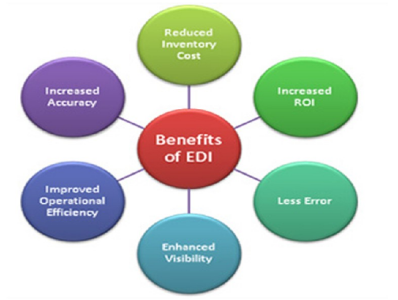 Reduced
Inventory
Cost
Increased
Accuracy
Increased
ROI
Benefits
of EDI
Improved
Operational
Efficiency
Less Error
Enhanced
Visibility